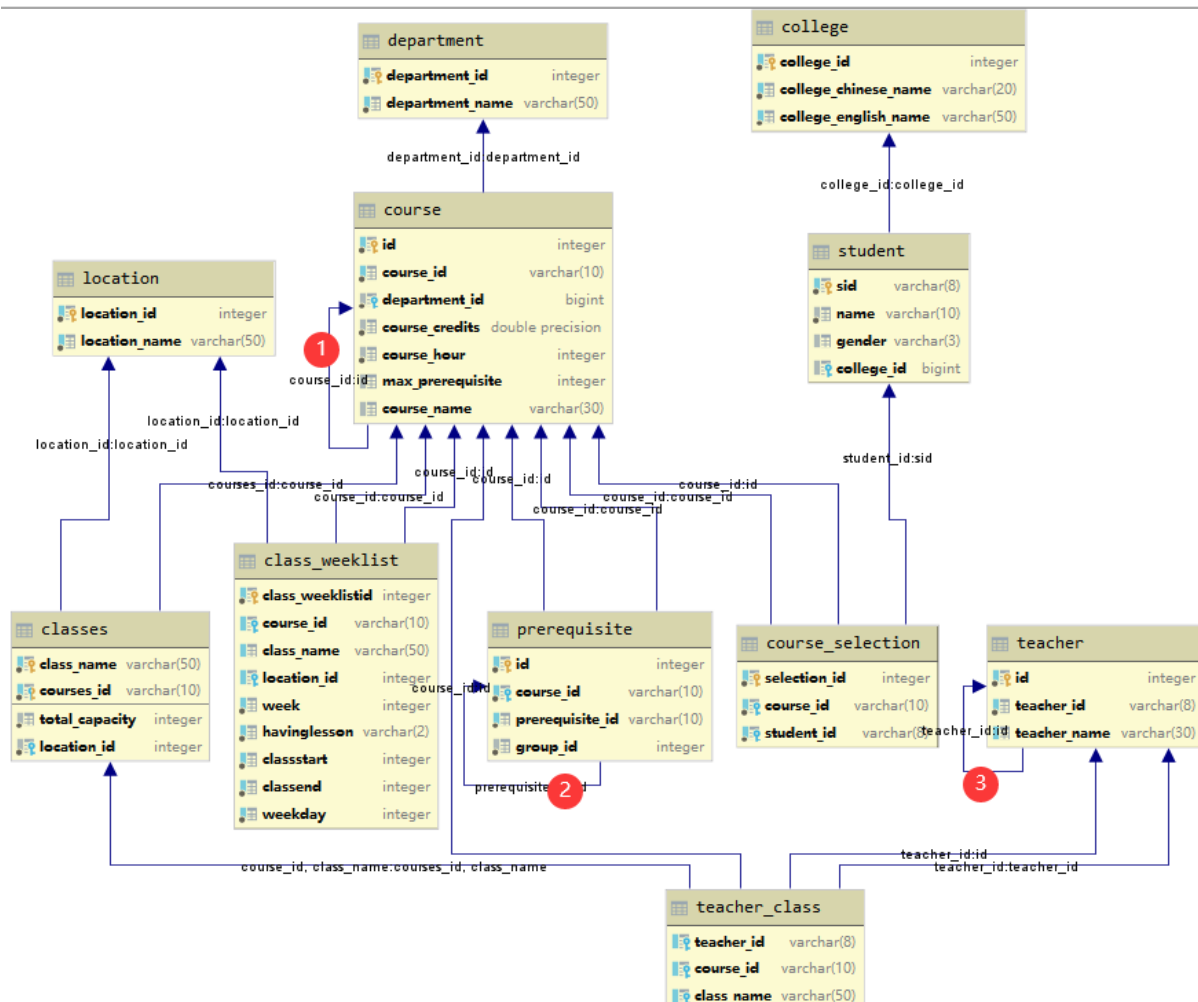 department
department_id integer
department_name varchar(50)
college
college_id integer
college_chinese_name varchar(20)
college_english_name varchar(50)
department_id:department_id
college_id:college_id
course
id integer
course_id varchar(10)
department_id bigint
course_credits double precision
course_hour integer
max_prerequisite integer
course_name varchar(30)
student
sid varchar(8)
name varchar(10)
gender varchar(3)
college_id bigint
location
location_id integer
location_name varchar(50)
1
course_id:id
location_id:location_id
location_id:location_id
student_id:sid
course_id:id
course_id:id
courses_id:course_id
course_id:course_id
course_id:id
course_id:course_id
course_id:course_id
class_weeklist
class_weeklistid integer
course_id varchar(10)
class_name varchar(50)
location_id integer
week integer
havinglesson varchar(2)
classstart integer
classend integer
weekday integer
classes
class_name varchar(50)
courses_id varchar(10)
total_capacity integer
location_id integer
prerequisite
id integer
course_id varchar(10)
prerequisite_id varchar(10)
group_id integer
course_id:id
2
course_selection
selection_id integer
course_id varchar(10)
student_id varchar(8)
teacher
id integer
teacher_id varchar(8)
teacher_name varchar(30)
teacher_id:id
3
course_id, class_name:courses_id, class_name
teacher_id:id
teacher_id:teacher_id
teacher_class
teacher_id varchar(8)
course_id varchar(10)
class_name varchar(50)